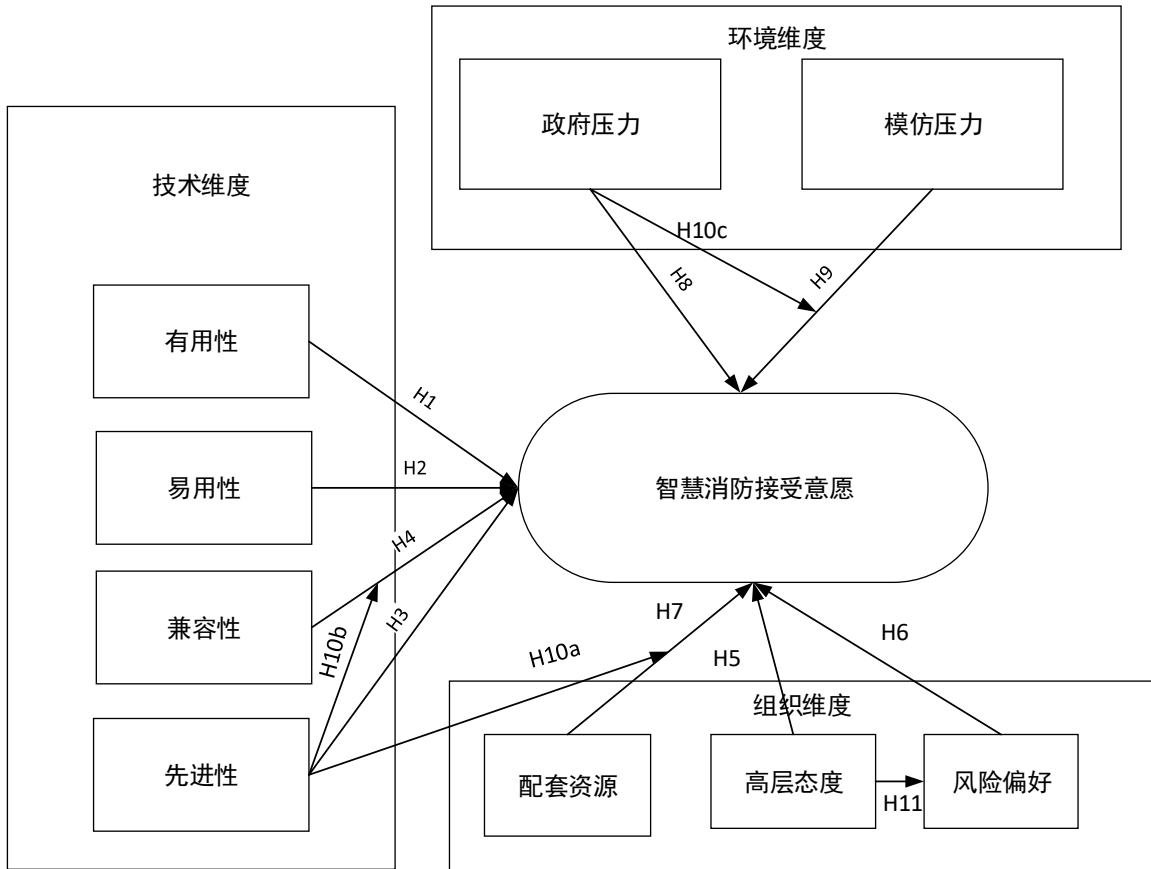 环境维度
政府压力
模仿压力
技术维度
H10c
H8
H9
有用性
H1
易用性
H2
智慧消防接受意愿
H4
兼容性
H3
H10b
H7
H6
H10a
H5
组织维度
先进性
配套资源
高层态度
风险偏好
H11